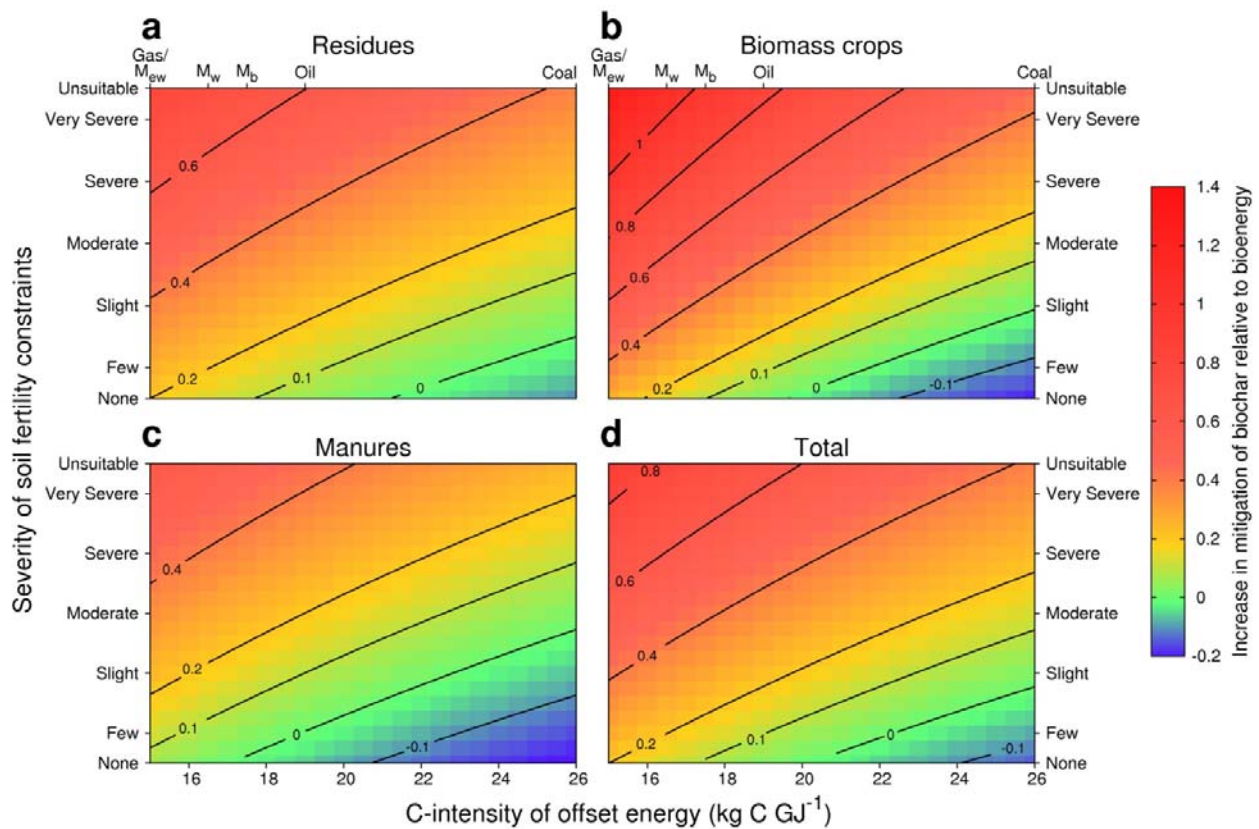 a
Residues
Gas/
M_ew M_w M_b Oil Coal
Unsuitable
Very Severe
Severe
Moderate
Slight
Few
None
0.6
0.4
0.2
0.1
0
b
Biomass crops
Gas/
M_ew M_w M_b Oil Coal
Unsuitable
Very Severe
Severe
Moderate
Slight
Few
None
1
0.8
0.6
0.4
0.2
0.1
0
-0.1
c
Manures
Unsuitable
Very Severe
Severe
Moderate
Slight
Few
None
0.4
0.2
0.1
0
-0.1
16 18 20 22 24 26
d
Total
Unsuitable
Very Severe
Severe
Moderate
Slight
Few
None
0.8
0.6
0.4
0.2
0.1
0
-0.1
16 18 20 22 24 26
Severity of soil fertility constraints
C-intensity of offset energy (kg C GJ⁻¹)
1.4
1.2
1
0.8
0.6
0.4
0.2
0
-0.2
Increase in mitigation of biochar relative to bioenergy